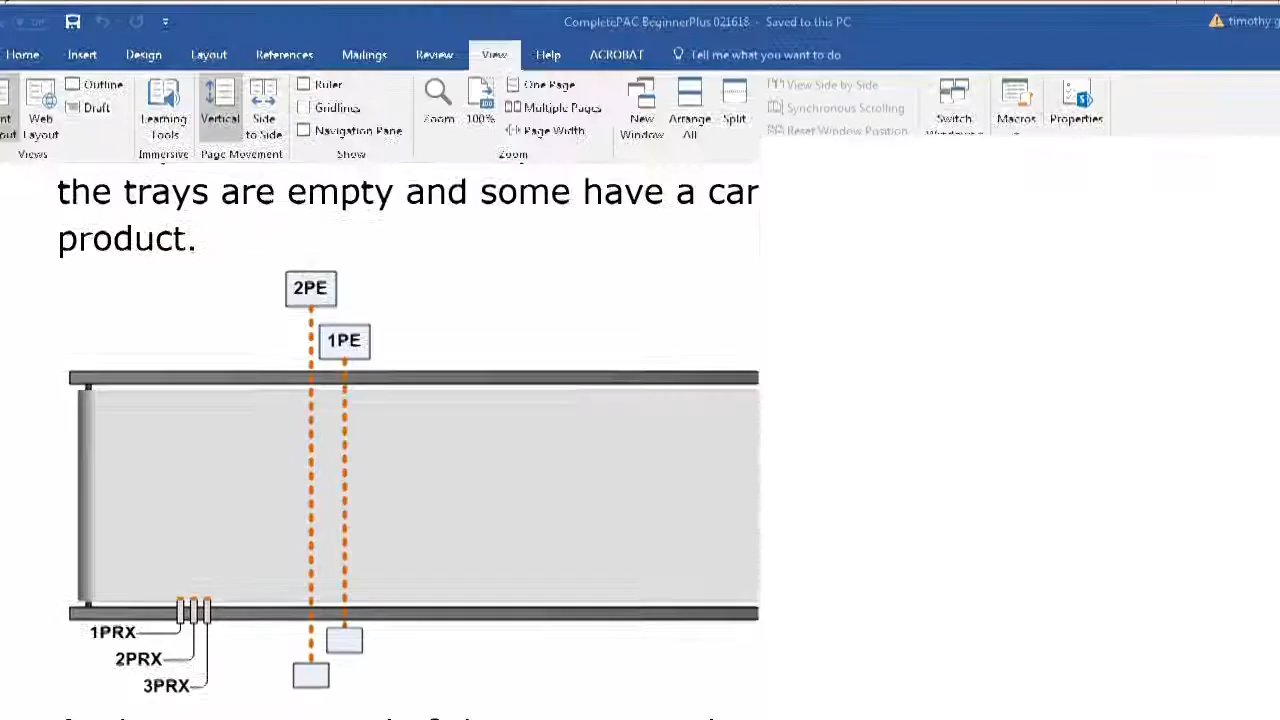 CompletePAC BeginnerPlus 021618 - Saved to this PC
timothy g
Home Insert Design Layout References Mailings Review View Help ACROBAT Tell me what you want to do
Outline
Draft
Web Layout
Views
Learning Tools
Immersive
Vertical
Side to Side
Page Movement
Ruler
Gridlines
Navigation Pane
Show
Zoom
100%
One Page
Multiple Pages
Page Width
Zoom
New Window
Arrange All
Split
View Side by Side
Synchronous Scrolling
Reset Window Position
Switch
Macros
Properties
the trays are empty and some have a car
product.
2PE
1PE
1PRX
2PRX
3PRX